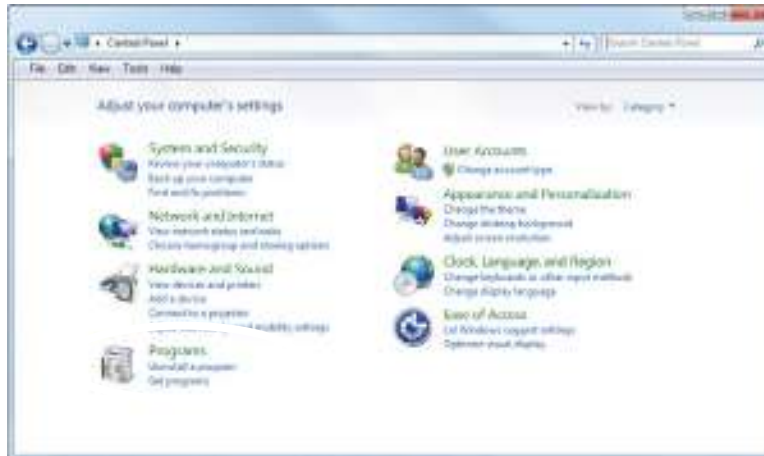 Control Panel
Search Control Panel
File Edit View Tools Help
Adjust your computer's settings
View by: Category
System and Security
Review your computer's status
Back up your computer
Find and fix problems
Network and Internet
View network status and tasks
Choose homegroup and sharing options
Hardware and Sound
View devices and printers
Add a device
Connect to a projector
mobility settings
Programs
Uninstall a program
Get programs
User Accounts
Change account type
Appearance and Personalization
Change the theme
Change desktop background
Adjust screen resolution
Clock, Language, and Region
Change keyboards or other input methods
Change display language
Ease of Access
Let Windows suggest settings
Optimize visual display